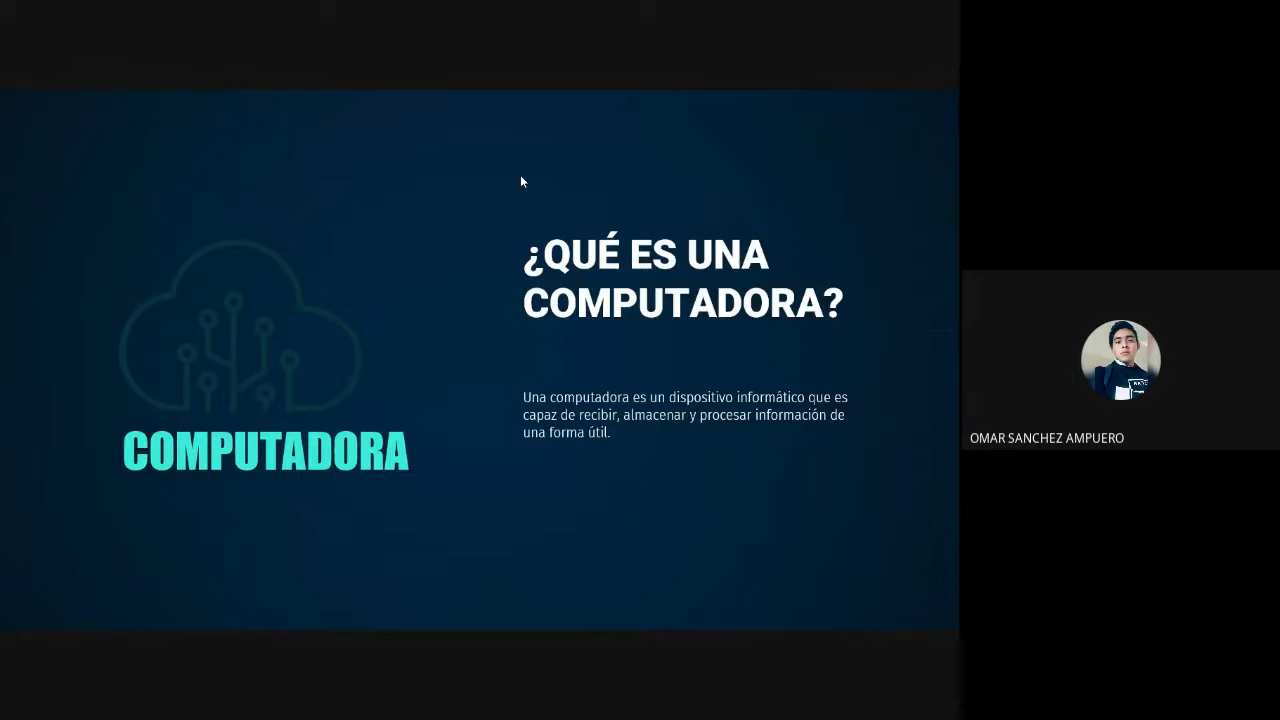 ¿QUÉ ES UNA
COMPUTADORA?
Una computadora es un dispositivo informático que es
capaz de recibir, almacenar y procesar información de
una forma útil.
COMPUTADORA
OMAR SANCHEZ AMPUERO